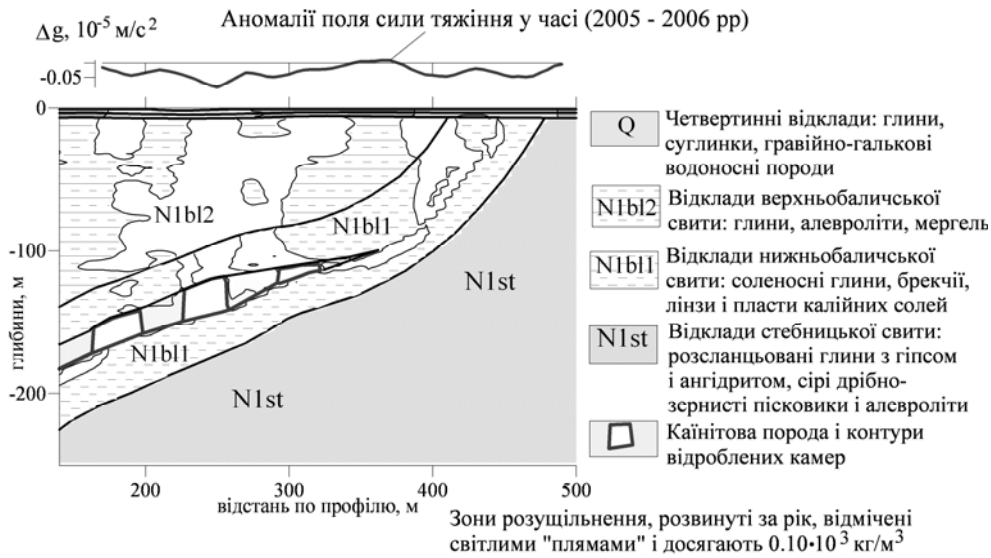 Аномалії поля сили тяжіння у часі (2005 - 2006 рр)
Δg, 10⁻⁵ м/с²
-0.05
0
-100
-200
глибини, м
N1bl2
N1bl1
N1st
N1bl1
N1st
200
300
400
500
відстань по профілю, м
Q
Четвертинні відклади: глини,
суглинки, гравійно-галькові
водоносні породи
N1bl2
Відклади верхньобаличської
свити: глини, алевроліти, мергель
N1bl1
Відклади нижньобаличської
свити: соленосні глини, брекчії,
лінзи і пласти калійних солей
N1st
Відклади стебницької свити:
розсланцьовані глини з гіпсом
і ангідритом, сірі дрібно-
зернисті пісковики і алевроліти
Каїнітова порода і контури
відроблених камер
Зони розущільнення, розвинуті за рік, відмічені
світлими "плямами" і досягають 0.10•10³ кг/м³